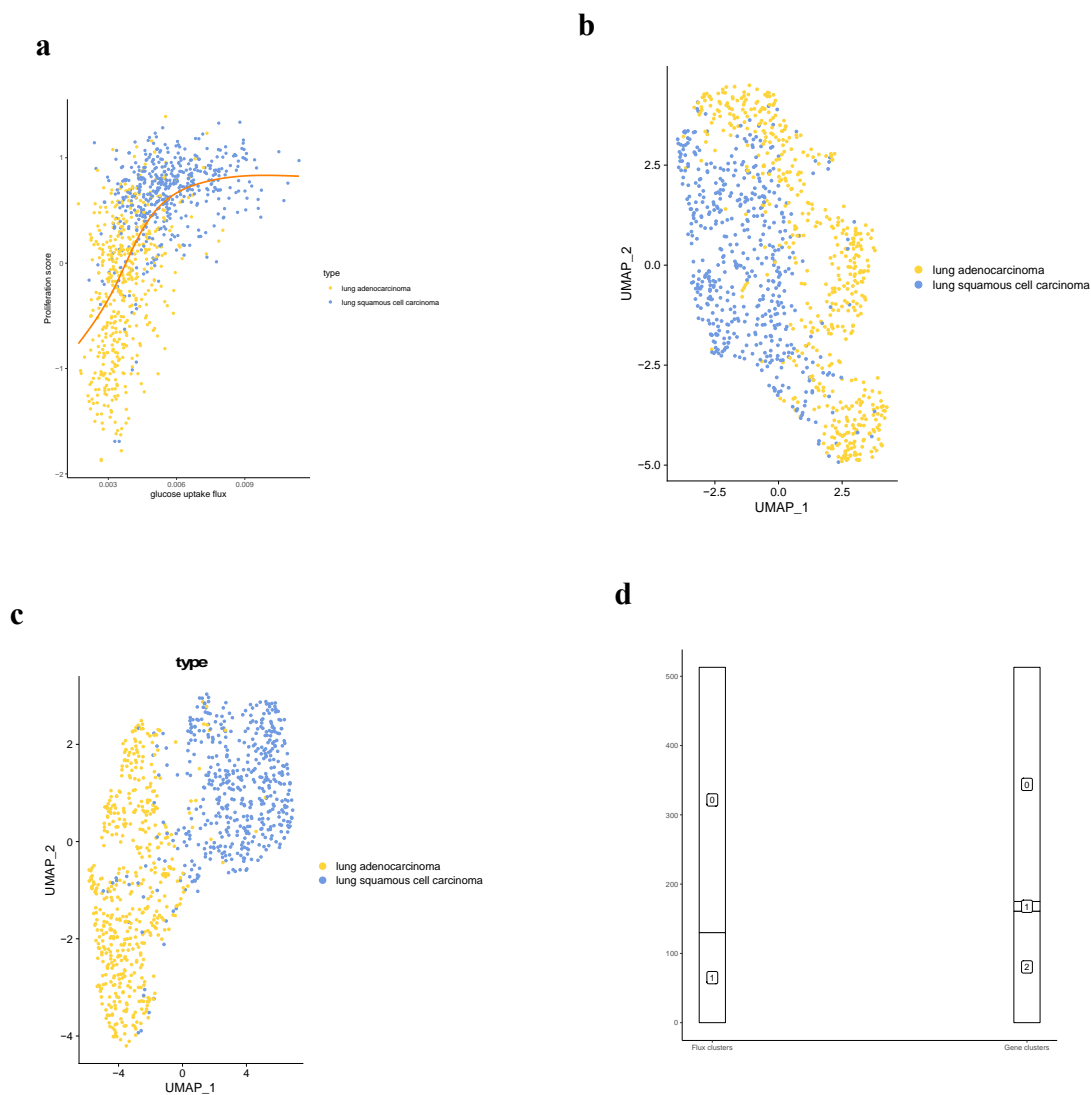 a
1
0
−1
−2
Proliferation score
0.003
0.006
0.009
glucose uptake flux
type
lung adenocarcinoma
lung squamous cell carcinoma
b
2.5
0.0
−2.5
−5.0
UMAP_2
−2.5
0.0
2.5
UMAP_1
lung adenocarcinoma
lung squamous cell carcinoma
c
type
2
0
−2
−4
UMAP_2
−4
0
4
UMAP_1
lung adenocarcinoma
lung squamous cell carcinoma
d
500
400
300
200
100
0
0
1
0
1
2
Flux clusters
Gene clusters